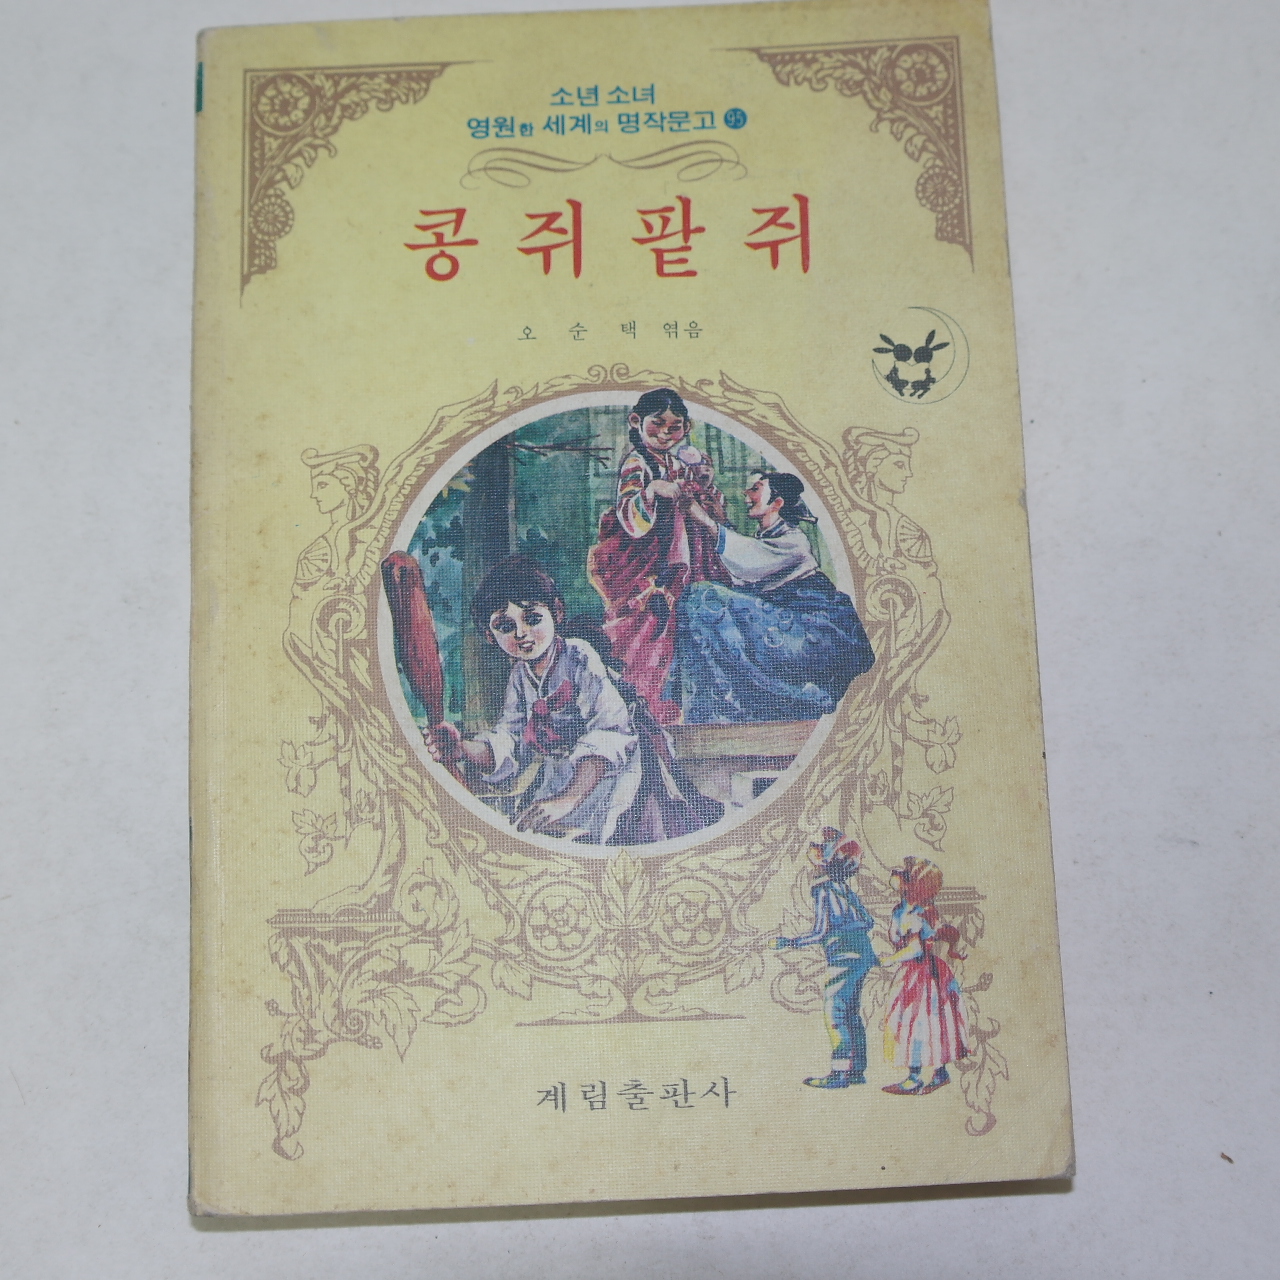 소년 소녀
영원한 세계의 명작문고 95
콩쥐팥쥐
오순택 엮음
계림출판사